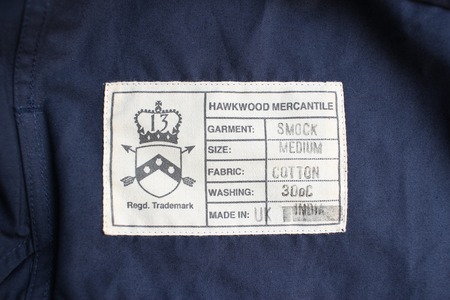 13
Regd. Trademark
HAWKWOOD MERCANTILE
GARMENT: SMOCK
SIZE: MEDIUM
FABRIC: COTTON
WASHING: 30oC
MADE IN: UK INDIA